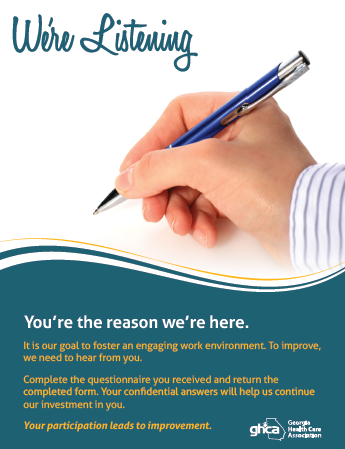 We're Listening
You're the reason we're here.
It is our goal to foster an engaging work environment. To improve,
we need to hear from you.
Complete the questionnaire you received and return the
completed form. Your confidential answers will help us continue
our investment in you.
Your participation leads to improvement.
ghca
Georgia
Health Care
Association